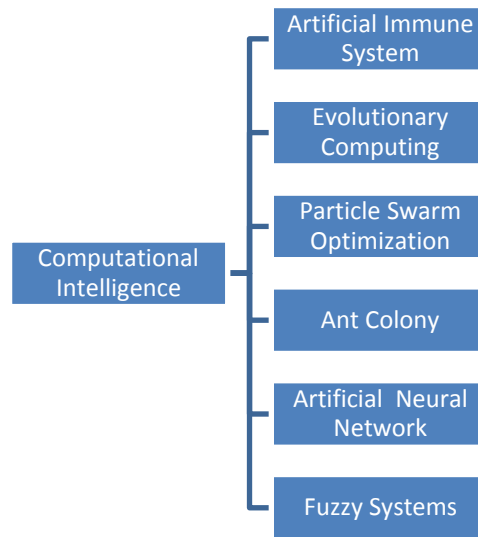 Artificial Immune
System
Evolutionary
Computing
Particle Swarm
Optimization
Computational
Intelligence
Ant Colony
Artificial  Neural
Network
Fuzzy Systems